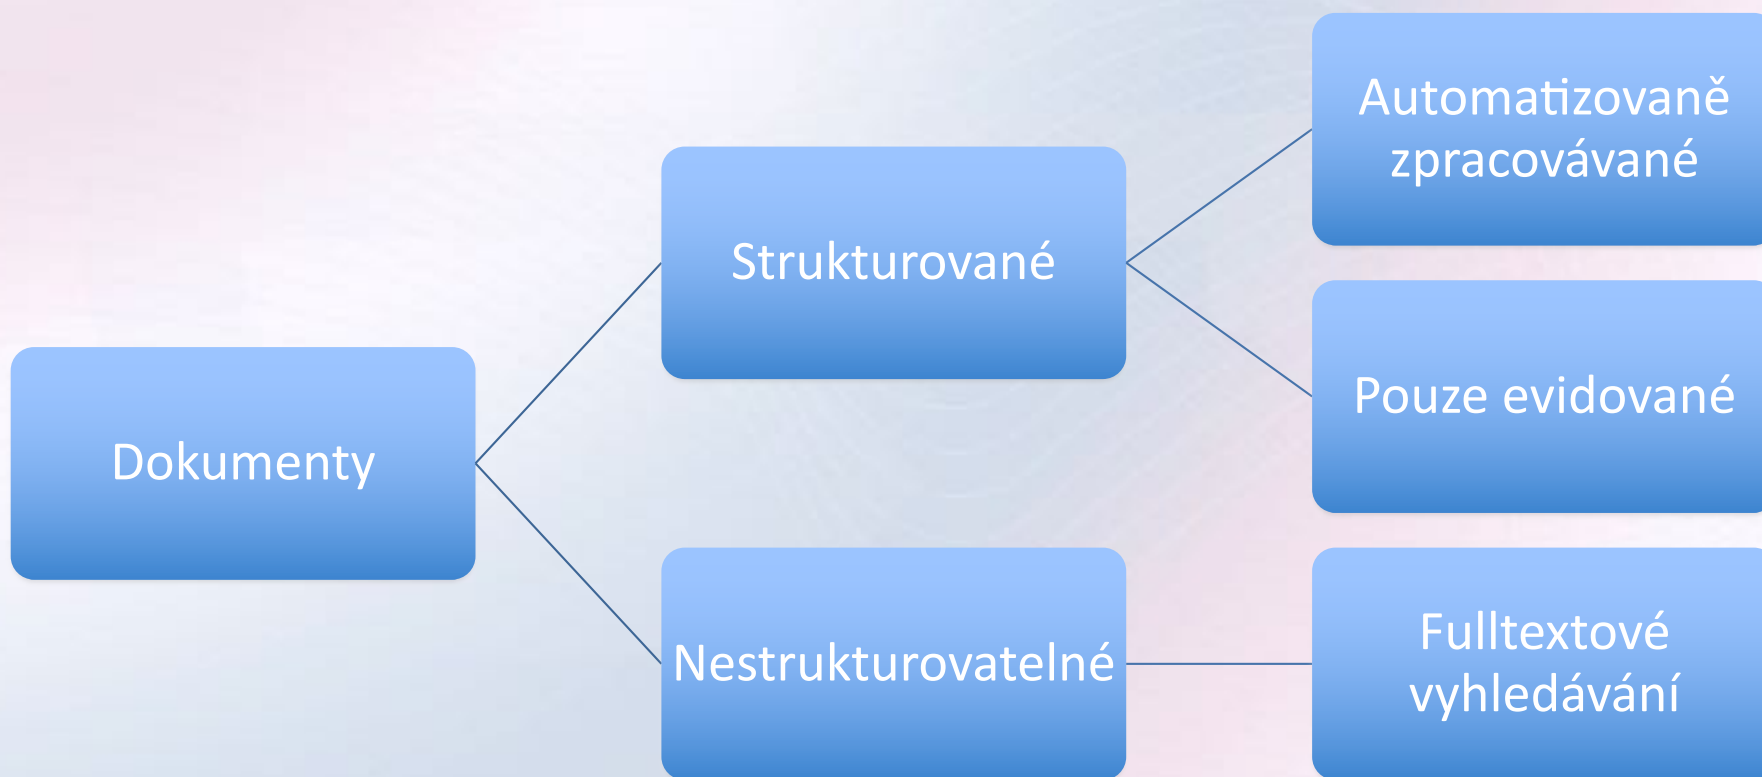 Dokumenty
Strukturované
Automatizovaně
zpracovávané
Pouze evidované
Nestrukturovatelné
Fulltextové
vyhledávání